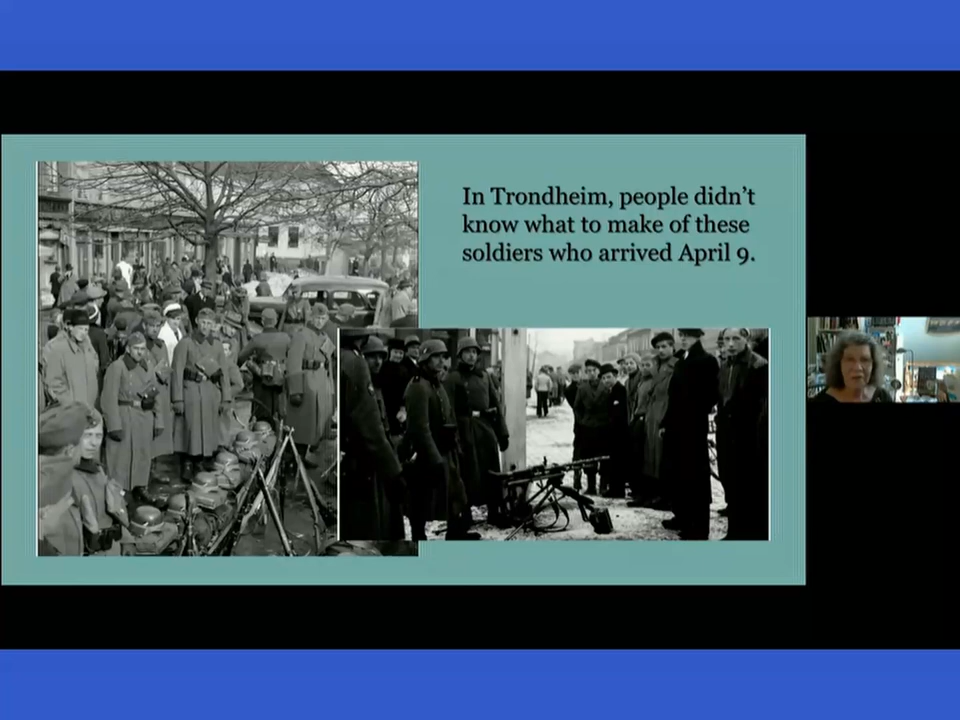 In Trondheim, people didn't
know what to make of these
soldiers who arrived April 9.